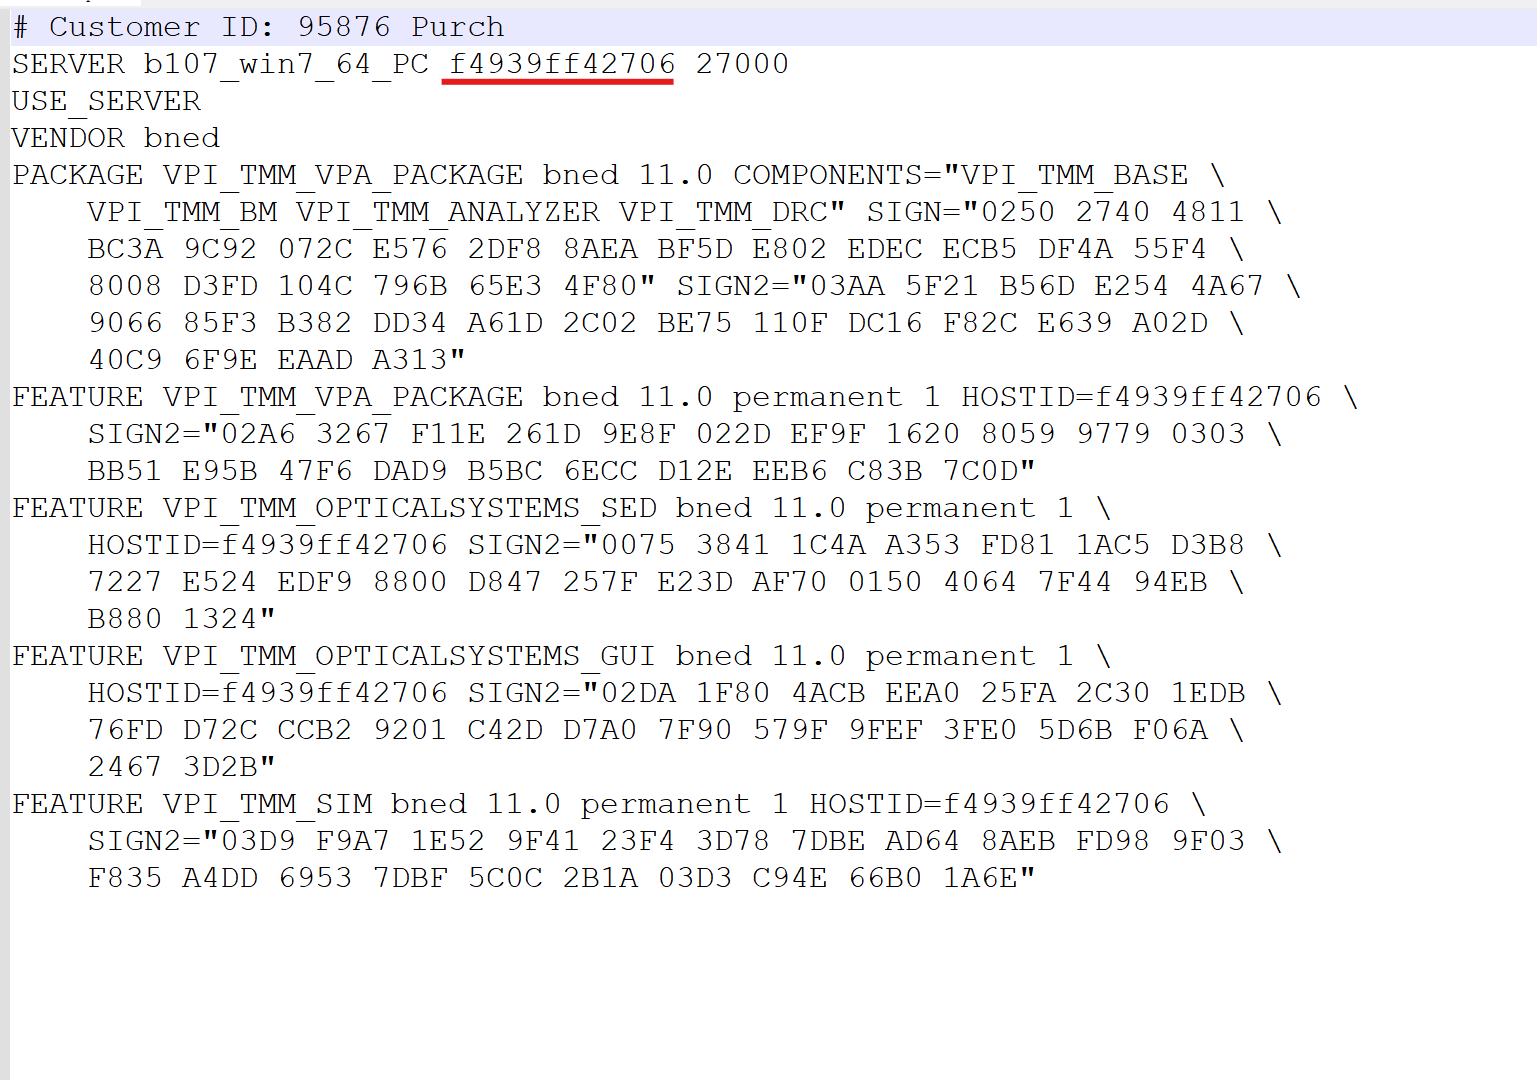 # Customer ID: 95876 Purch
SERVER b107_win7_64_PC f4939ff42706 27000
USE_SERVER
VENDOR bned
PACKAGE VPI_TMM_VPA_PACKAGE bned 11.0 COMPONENTS="VPI_TMM_BASE \
VPI_TMM_BM VPI_TMM_ANALYZER VPI_TMM_DRC" SIGN="0250 2740 4811 \
BC3A 9C92 072C E576 2DF8 8AEA BF5D E802 EDEC ECB5 DF4A 55F4 \
8008 D3FD 104C 796B 65E3 4F80" SIGN2="03AA 5F21 B56D E254 4A67 \
9066 85F3 B382 DD34 A61D 2C02 BE75 110F DC16 F82C E639 A02D \
40C9 6F9E EAAD A313"
FEATURE VPI_TMM_VPA_PACKAGE bned 11.0 permanent 1 HOSTID=f4939ff42706 \
SIGN2="02A6 3267 F11E 261D 9E8F 022D EF9F 1620 8059 9779 0303 \
BB51 E95B 47F6 DAD9 B5BC 6ECC D12E EEB6 C83B 7C0D"
FEATURE VPI_TMM_OPTICALSYSTEMS_SED bned 11.0 permanent 1 \
HOSTID=f4939ff42706 SIGN2="0075 3841 1C4A A353 FD81 1AC5 D3B8 \
7227 E524 EDF9 8800 D847 257F E23D AF70 0150 4064 7F44 94EB \
B880 1324"
FEATURE VPI_TMM_OPTICALSYSTEMS_GUI bned 11.0 permanent 1 \
HOSTID=f4939ff42706 SIGN2="02DA 1F80 4ACB EEA0 25FA 2C30 1EDB \
76FD D72C CCB2 9201 C42D D7A0 7F90 579F 9FEF 3FE0 5D6B F06A \
2467 3D2B"
FEATURE VPI_TMM_SIM bned 11.0 permanent 1 HOSTID=f4939ff42706 \
SIGN2="03D9 F9A7 1E52 9F41 23F4 3D78 7DBE AD64 8AEB FD98 9F03 \
F835 A4DD 6953 7DBF 5C0C 2B1A 03D3 C94E 66B0 1A6E"